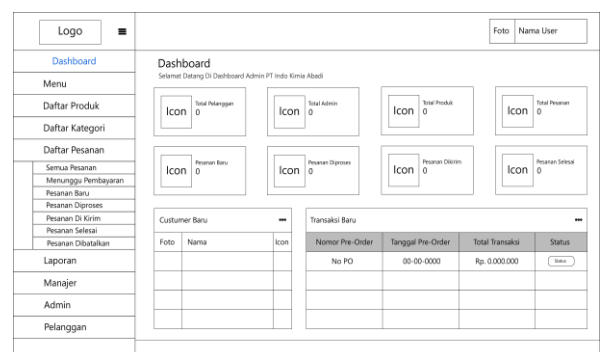 Logo
Foto Nama User
Dashboard
Menu
Daftar Produk
Daftar Kategori
Daftar Pesanan
Semua Pesanan
Menunggu Pembayaran
Pesanan Baru
Pesanan Diproses
Pesanan Di Kirim
Pesanan Selesai
Pesanan Dibatalkan
Laporan
Manajer
Admin
Pelanggan
Dashboard
Selamat Datang Di Dashboard Admin PT Indo Kimia Abadi
Icon Total Pelanggan 0
Icon Total Admin 0
Icon Total Produk 0
Icon Total Pesanan 0
Icon Pesanan Baru 0
Icon Pesanan Diproses 0
Icon Pesanan Dikirim 0
Icon Pesanan Selesai 0
Custumer Baru
Foto Nama Icon
Transaksi Baru
Nomor Pre-Order Tanggal Pre-Order Total Transaksi Status
No PO 00-00-0000 Rp. 0.000.000 Status